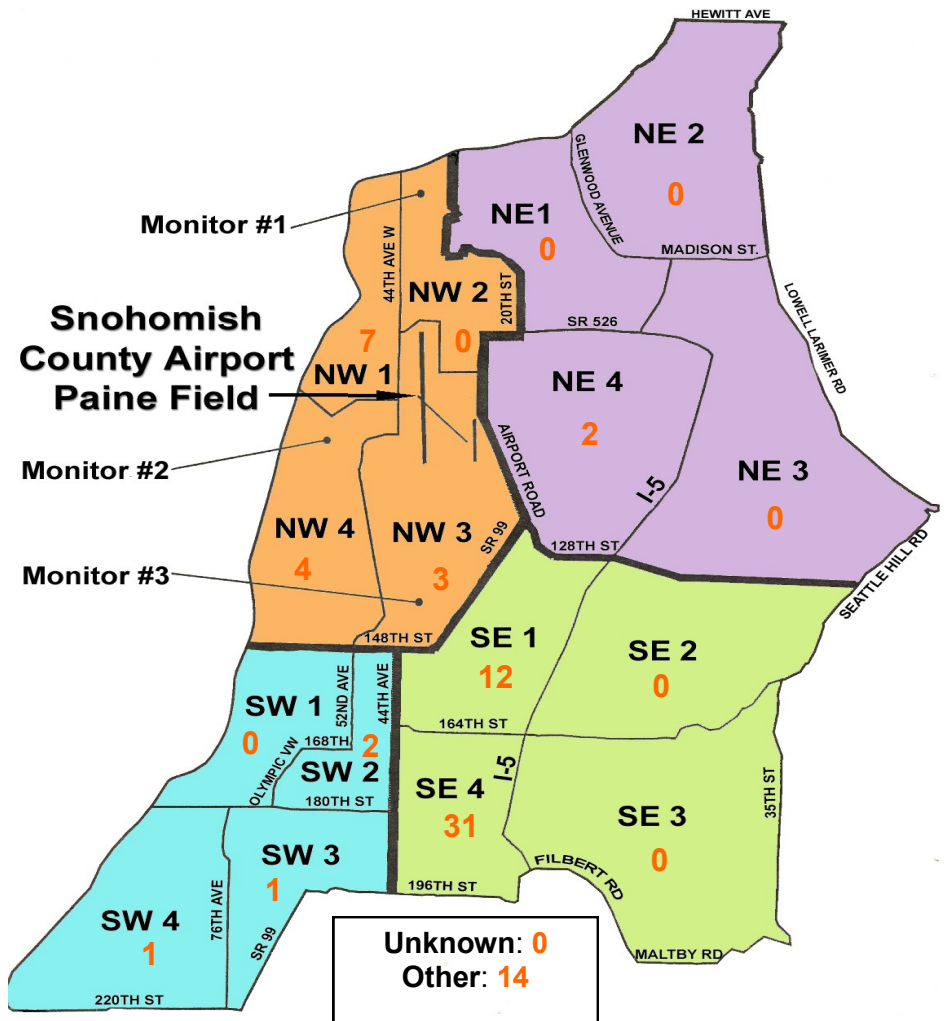 HEWITT AVE
NE 2
0
GLENWOOD AVENUE
MADISON ST.
NE1
0
Monitor #1
44TH AVE W
NW 2
0
20TH ST
LOWELL LARIMER RD
SR 526
Snohomish
County Airport
Paine Field
7
NW 1
NE 4
2
AIRPORT ROAD
I-5
NE 3
0
Monitor #2
NW 4
4
NW 3
3
SR 99
128TH ST
SEATTLE HILL RD
Monitor #3
148TH ST
SE 1
12
SE 2
0
SW 1
0
52ND AVE
44TH AVE
164TH ST
OLYMPIC VW
168TH
2
SW 2
180TH ST
I-5
SE 4
31
SE 3
0
35TH ST
SW 3
1
196TH ST
FILBERT RD
76TH AVE
SR 99
SW 4
1
MALTBY RD
220TH ST
Unknown: 0
Other: 14